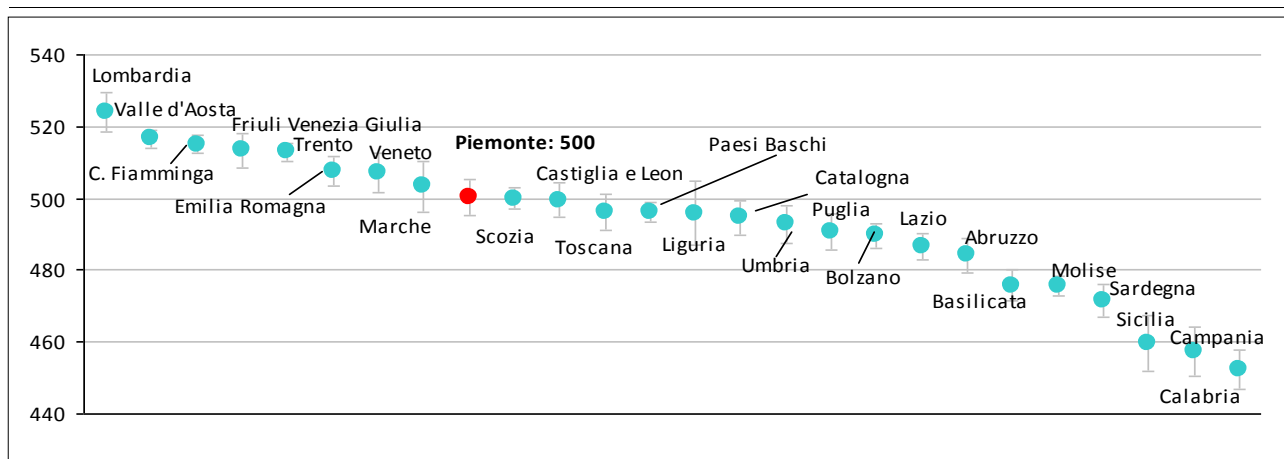 540
Lombardia
Valle d'Aosta
520
Friuli Venezia Giulia
Piemonte: 500
Paesi Baschi
Trento
Veneto
C. Fiamminga
Castiglia e Leon
Catalogna
500
Emilia Romagna
Puglia
Lazio
Marche
Scozia
Toscana
Liguria
Abruzzo
Umbria
Bolzano
480
Molise
Basilicata
Sardegna
Sicilia
460
Campania
Calabria
440